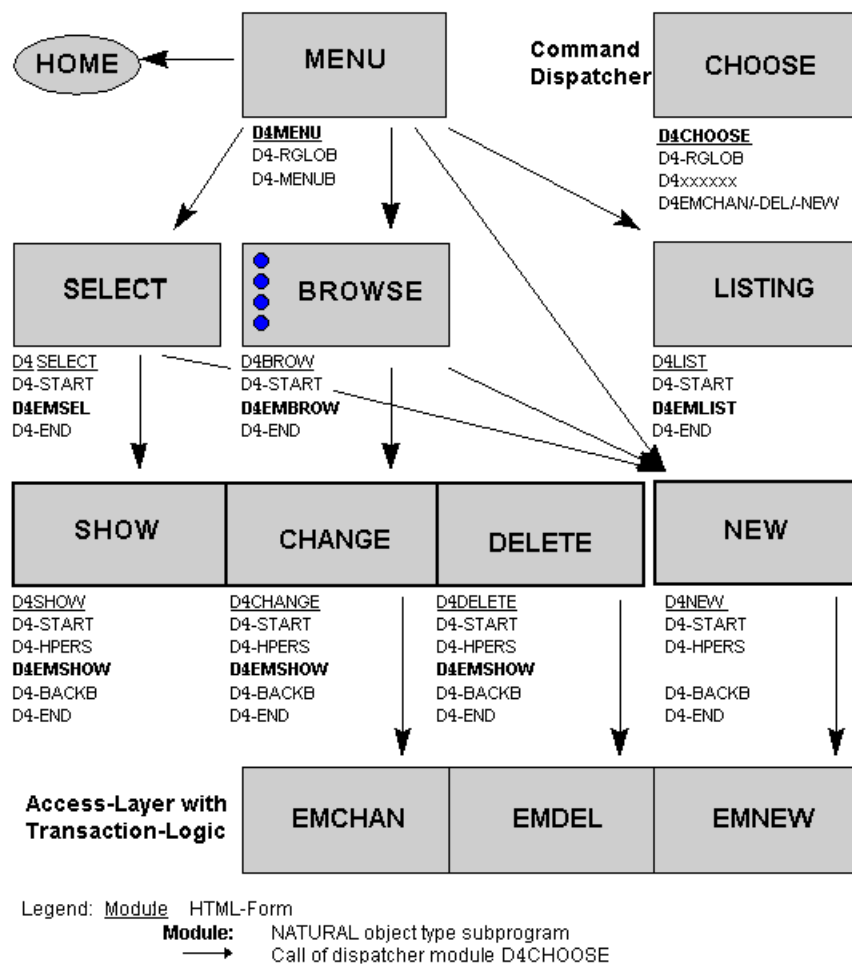 HOME
MENU
Command
Dispatcher
CHOOSE
D4MENU
D4-RGLOB
D4-MENUB
D4CHOOSE
D4-RGLOB
D4xxxxxx
D4EMCHAN/-DEL/-NEW
SELECT
BROWSE
LISTING
D4 SELECT
D4-START
D4EMSEL
D4-END
D4BROW
D4-START
D4EMBROW
D4-END
D4LIST
D4-START
D4EMLIST
D4-END
SHOW
CHANGE
DELETE
NEW
D4SHOW
D4-START
D4-HPERS
D4EMSHOW
D4-BACKB
D4-END
D4CHANGE
D4-START
D4-HPERS
D4EMSHOW
D4-BACKB
D4-END
D4DELETE
D4-START
D4-HPERS
D4EMSHOW
D4-BACKB
D4-END
D4NEW
D4-START
D4-HPERS
D4-BACKB
D4-END
Access-Layer with
Transaction-Logic
EMCHAN
EMDEL
EMNEW
Legend: Module HTML-Form
Module: NATURAL object type subprogram
Call of dispatcher module D4CHOOSE